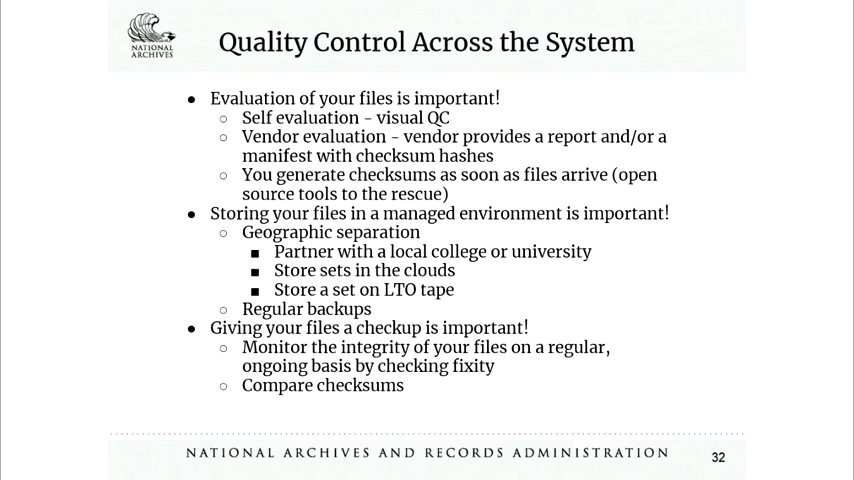 NATIONAL
ARCHIVES
Quality Control Across the System
● Evaluation of your files is important!
○ Self evaluation - visual QC
○ Vendor evaluation - vendor provides a report and/or a
manifest with checksum hashes
○ You generate checksums as soon as files arrive (open
source tools to the rescue)
● Storing your files in a managed environment is important!
○ Geographic separation
■ Partner with a local college or university
■ Store sets in the clouds
■ Store a set on LTO tape
○ Regular backups
● Giving your files a checkup is important!
○ Monitor the integrity of your files on a regular,
ongoing basis by checking fixity
○ Compare checksums
NATIONAL ARCHIVES AND RECORDS ADMINISTRATION
32